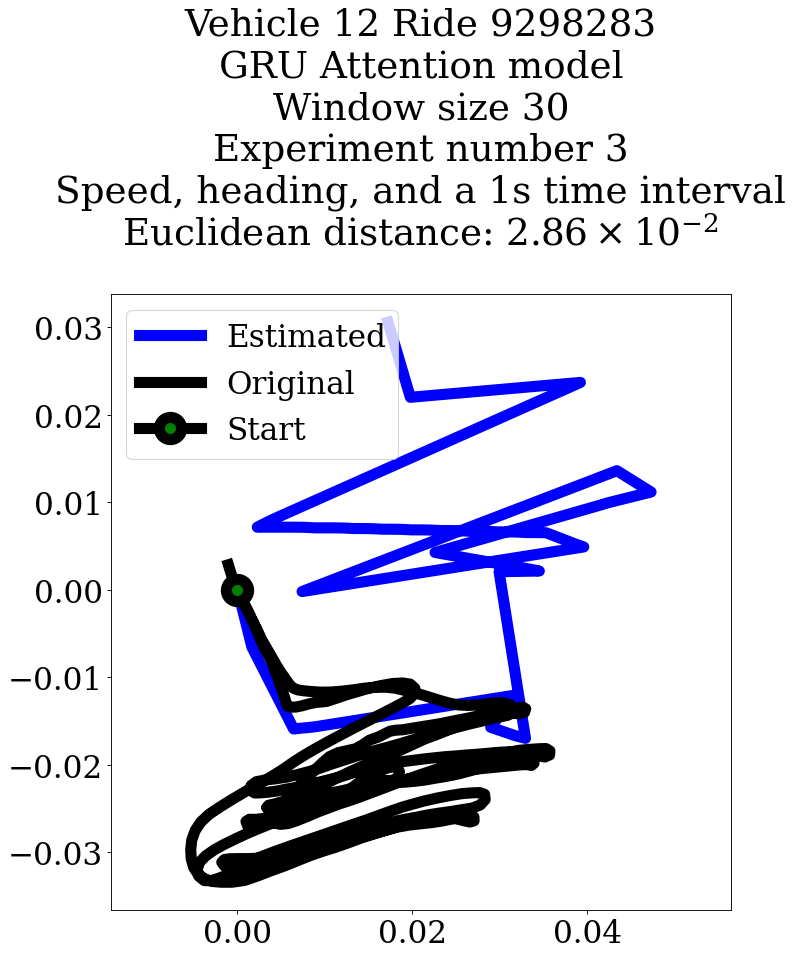 Vehicle 12 Ride 9298283
GRU Attention model
Window size 30
Experiment number 3
Speed, heading, and a 1s time interval
Euclidean distance: 2.86 × 10⁻²
Estimated
Original
Start
0.03
0.02
0.01
0.00
−0.01
−0.02
−0.03
0.00 0.02 0.04